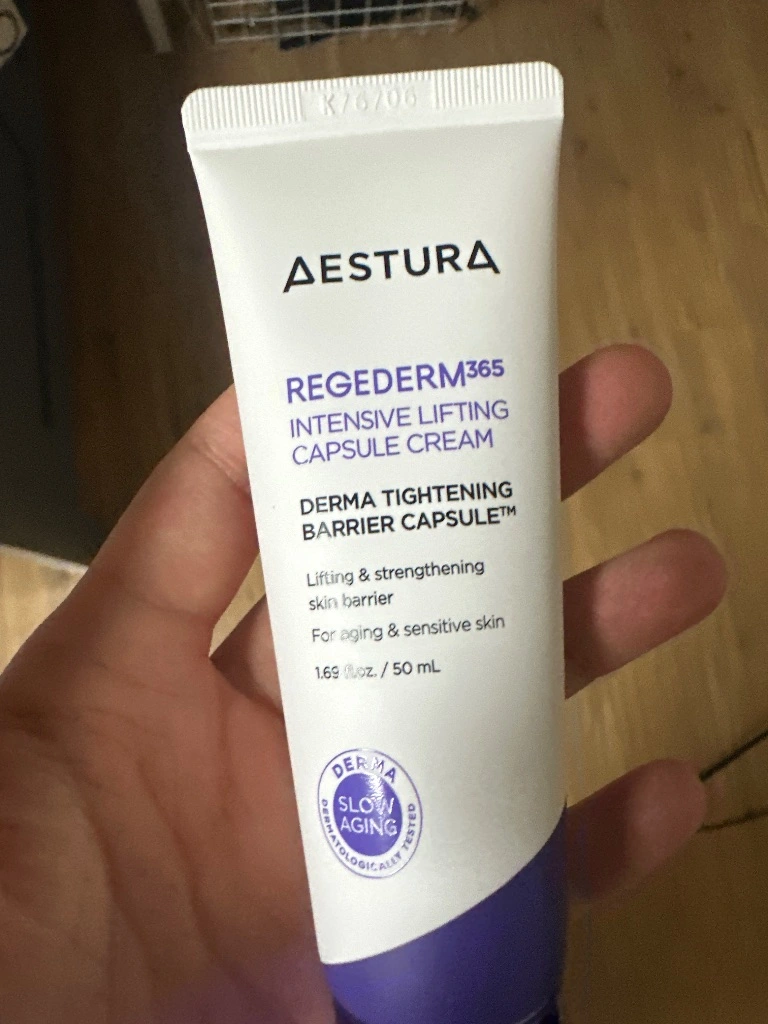 AESTURA
REGEDERM³⁶⁵
INTENSIVE LIFTING
CAPSULE CREAM
DERMA TIGHTENING
BARRIER CAPSULE™
Lifting & strengthening
skin barrier
For aging & sensitive skin
1.69 fl.oz. / 50 mL
DERMA
SLOW
AGING
DERMATOLOGICALLY TESTED